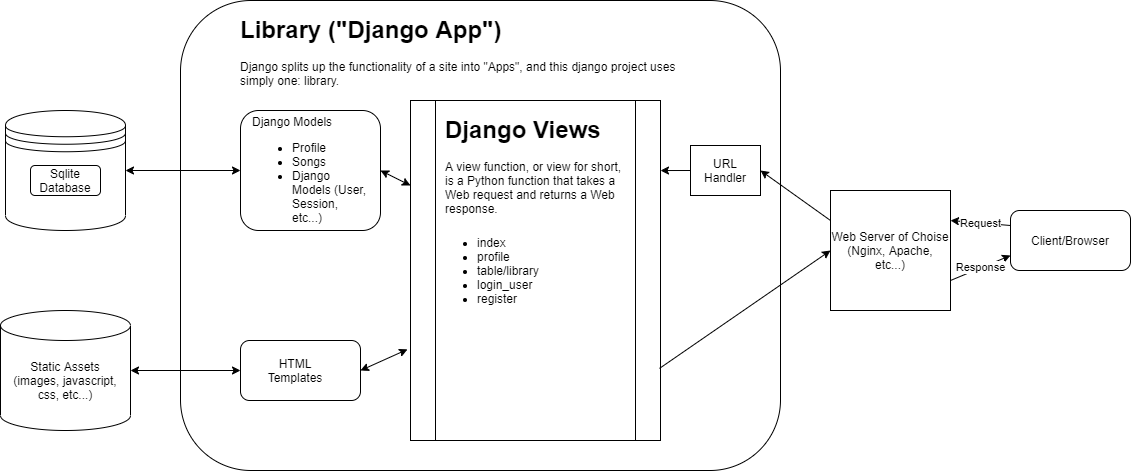 Library ("Django App")
Django splits up the functionality of a site into "Apps", and this django project uses
simply one: library.
Sqlite
Database
Django Models
Profile
Songs
Django
Models (User,
Session,
etc...)
Django Views
A view function, or view for short,
is a Python function that takes a
Web request and returns a Web
response.
index
profile
table/library
login_user
register
URL
Handler
Web Server of Choise
(Nginx, Apache,
etc...)
Request
Response
Client/Browser
Static Assets
(images, javascript,
css, etc...)
HTML
Templates